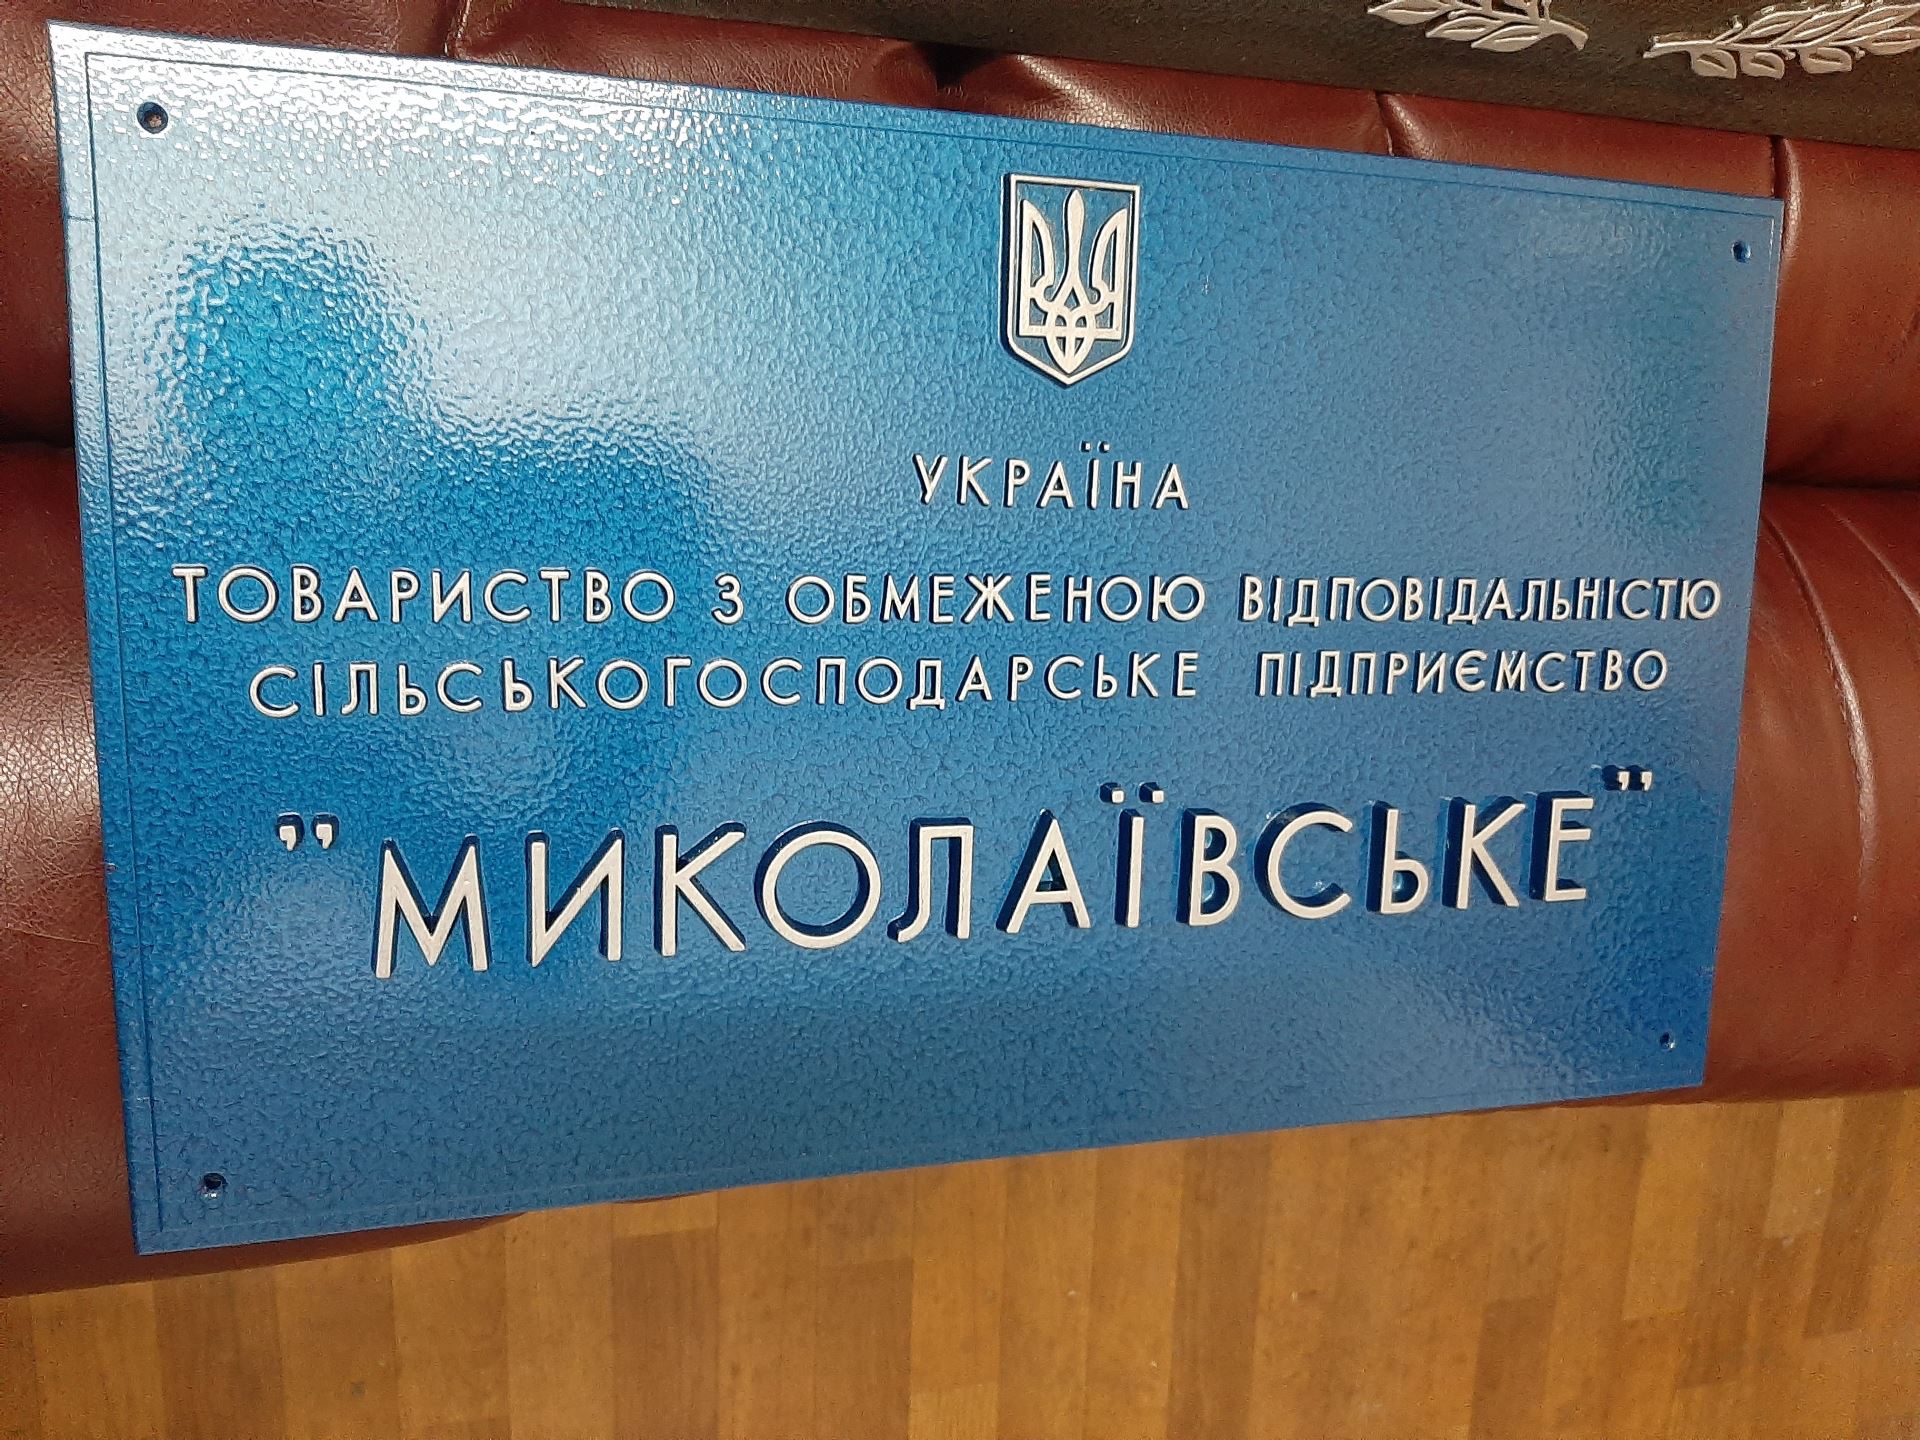 УКРАЇНА
ТОВАРИСТВО З ОБМЕЖЕНОЮ ВІДПОВІДАЛЬНІСТЮ
СІЛЬСЬКОГОСПОДАРСЬКЕ ПІДПРИЄМСТВО
"МИКОЛАЇВСЬКЕ"